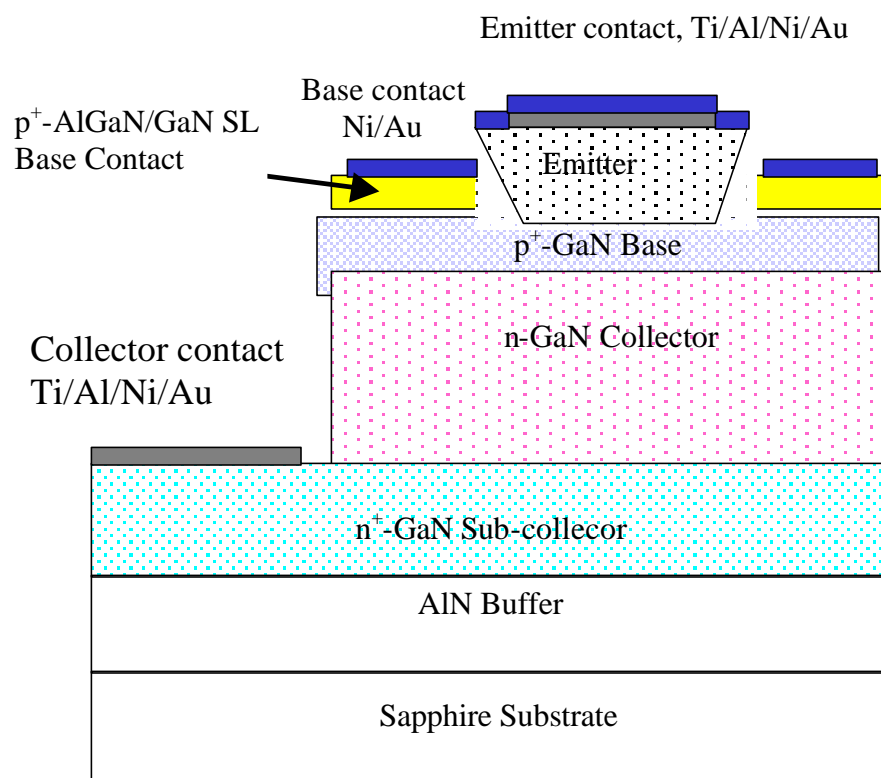 Emitter contact, Ti/Al/Ni/Au
Base contact
Ni/Au
p⁺-AlGaN/GaN SL
Base Contact
Emitter
p⁺-GaN Base
n-GaN Collector
Collector contact
Ti/Al/Ni/Au
n⁺-GaN Sub-collecor
AlN Buffer
Sapphire Substrate